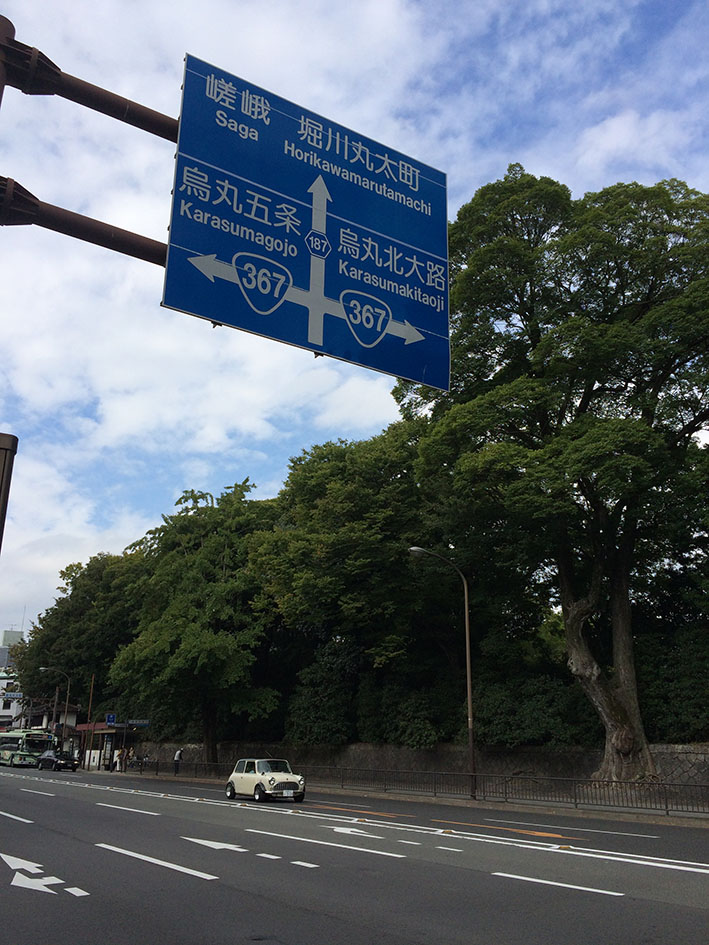 嵯峨
Saga
堀川丸太町
Horikawamarutamachi
烏丸五条
Karasumagojo
187
烏丸北大路
Karasumakitaoji
367
367